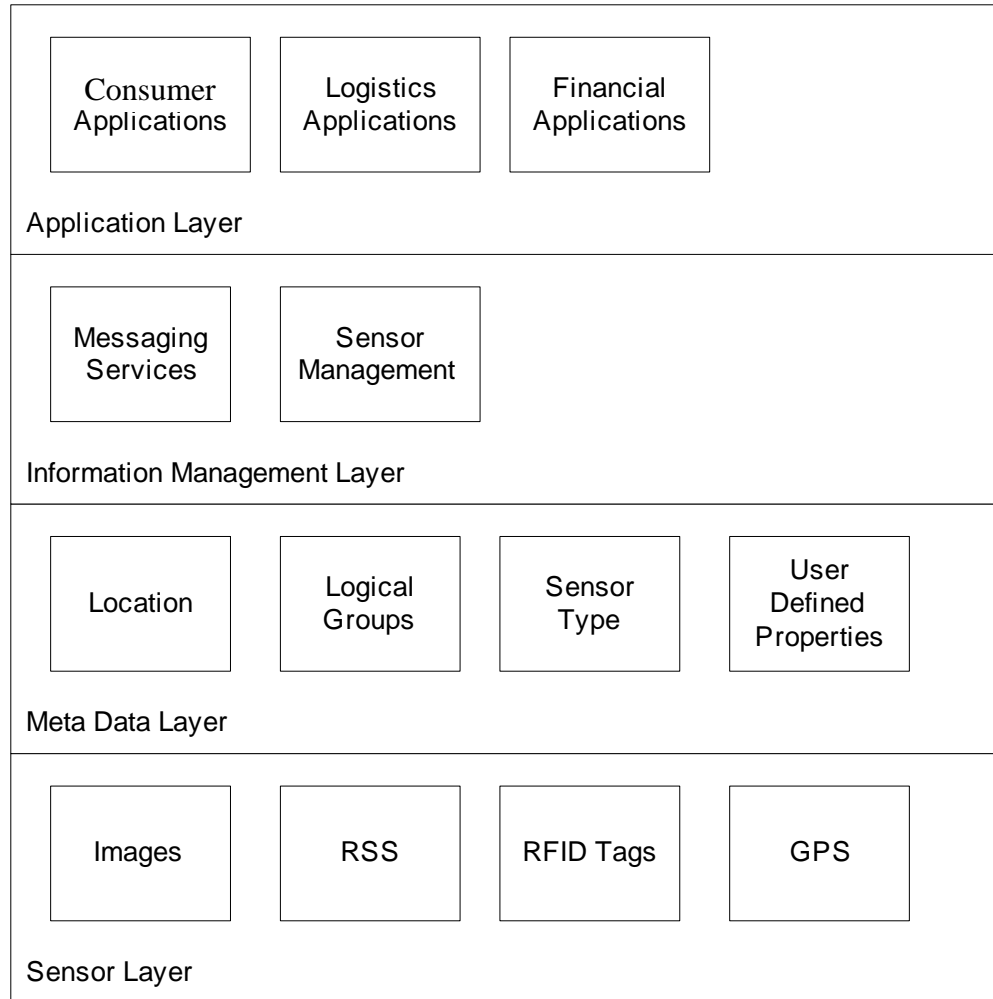 Consumer
Applications
Logistics
Applications
Financial
Applications
Application Layer
Messaging
Services
Sensor
Management
Information Management Layer
Location
Logical
Groups
Sensor
Type
User
Defined
Properties
Meta Data Layer
Images
RSS
RFID Tags
GPS
Sensor Layer